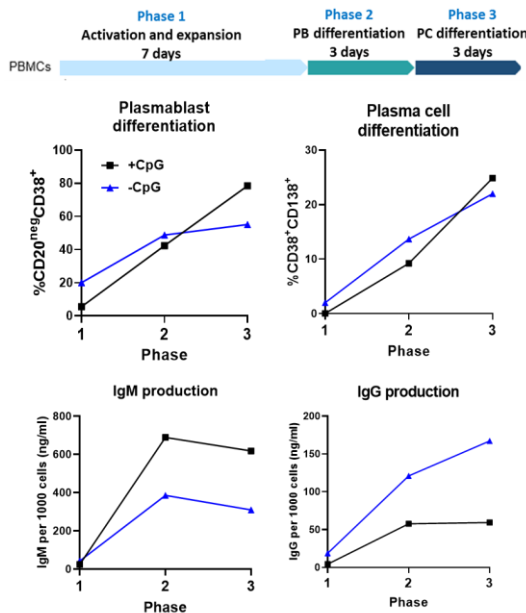 Phase 1
Phase 2
Phase 3
Activation and expansion
PB differentiation
PC differentiation
7 days
3 days
3 days
PBMCs
Plasmablast
differentiation
+CpG
-CpG
%CD20negCD38+
100
80
60
40
20
0
1 2 3
Phase
Plasma cell
differentiation
%CD38+CD138+
30
20
10
0
1 2 3
Phase
IgM production
IgM per 1000 cells (ng/ml)
800
600
400
200
0
1 2 3
Phase
IgG production
IgG per 1000 cells (ng/ml)
200
150
100
50
0
1 2 3
Phase